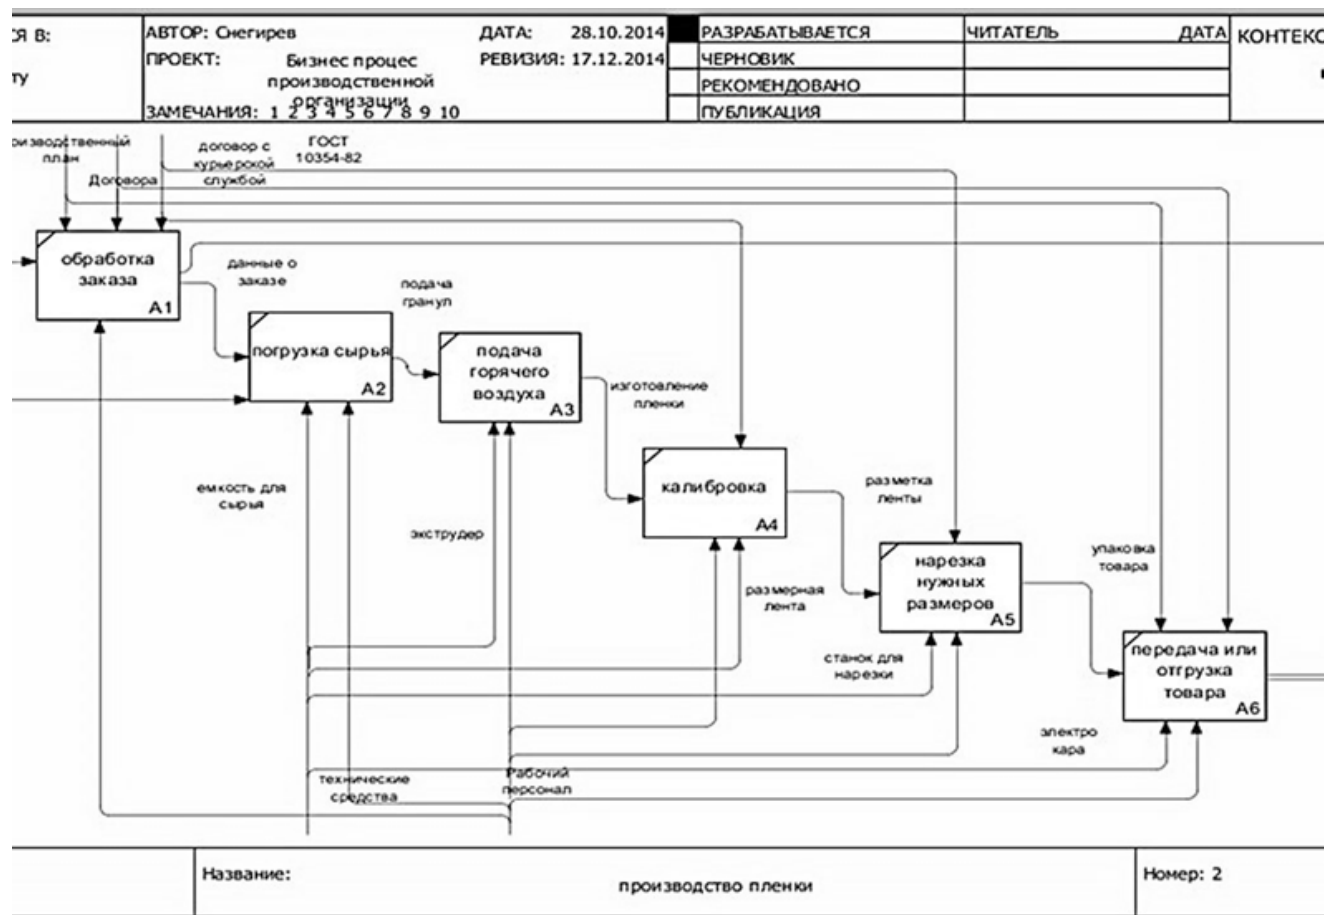 СЯ В:
ту
АВТОР: Снегирев
ДАТА: 28.10.2014
ПРОЕКТ: Бизнес процес
производственной
организации
РЕВИЗИЯ: 17.12.2014
ЗАМЕЧАНИЯ: 1 2 3 4 5 6 7 8 9 10
РАЗРАБАТЫВАЕТСЯ
ЧЕРНОВИК
РЕКОМЕНДОВАНО
ПУБЛИКАЦИЯ
ЧИТАТЕЛЬ
ДАТА
КОНТЕКС
оизводственный
план
Договора
договор с
курьерской
службой
ГОСТ
10354-82
обработка
заказа
A1
данные о
заказе
погрузка сырья
A2
подача
гранул
подача
горячего
воздуха
A3
изготовление
пленки
калибровка
A4
разметка
ленты
нарезка
нужных
размеров
A5
упаковка
товара
передача или
отгрузка
товара
A6
емкость для
сырья
экструдер
размерная
лента
станок для
нарезки
электро
кара
технические
средства
Рабочий
персонал
Название:
производство пленки
Номер: 2